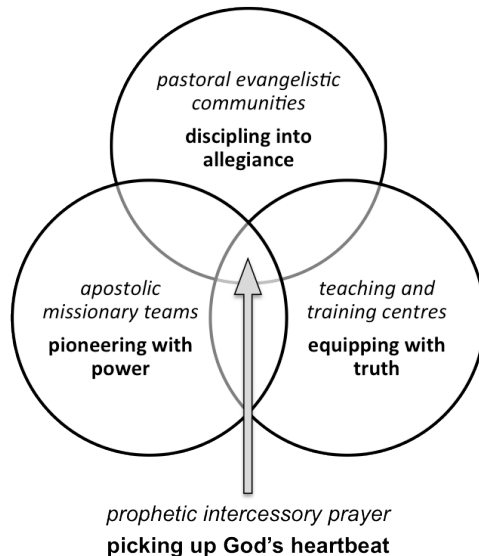 pastoral evangelistic
communities
discipling into
allegiance
apostolic
missionary teams
pioneering with
power
teaching and
training centres
equipping with
truth
prophetic intercessory prayer
picking up God's heartbeat